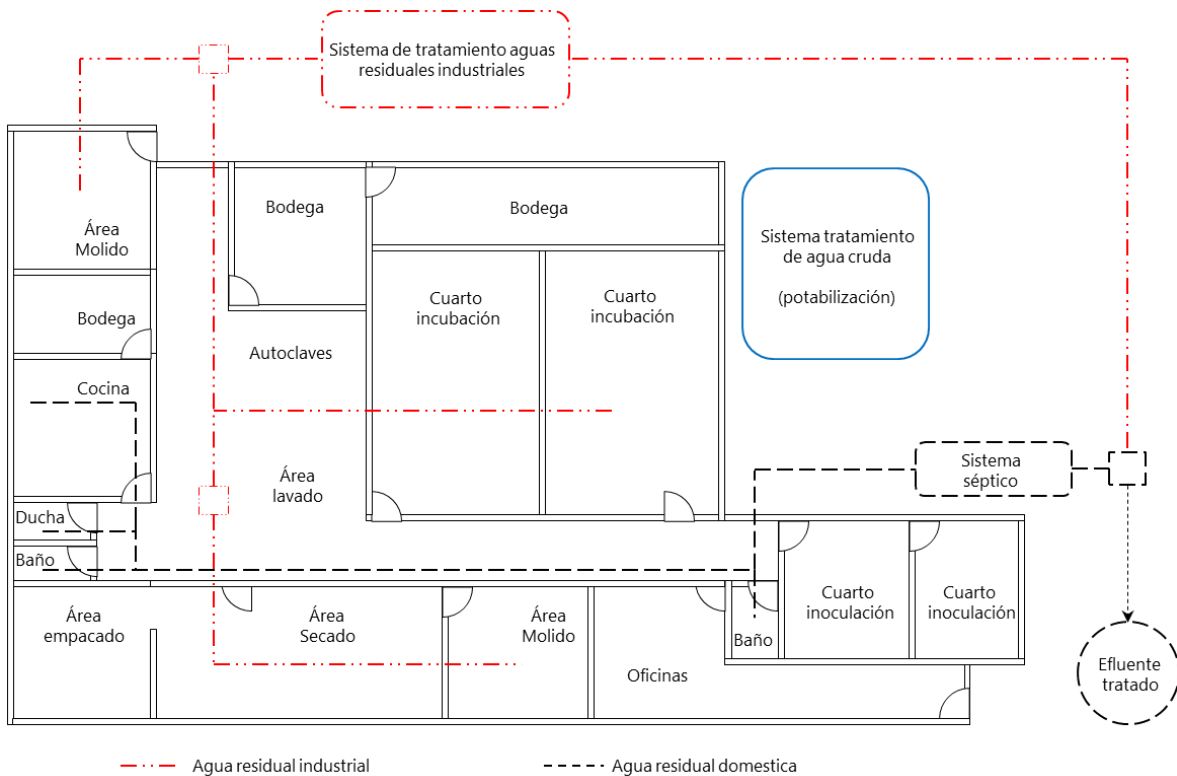 Sistema de tratamiento aguas
residuales industriales
Área
Molido
Bodega
Bodega
Sistema tratamiento
de agua cruda
(potabilización)
Bodega
Cuarto
incubación
Cuarto
incubación
Autoclaves
Cocina
Área
lavado
Sistema
séptico
Ducha
Baño
Área
empacado
Área
Secado
Área
Molido
Oficinas
Baño
Cuarto
inoculación
Cuarto
inoculación
Efluente
tratado
Agua residual industrial
Agua residual domestica